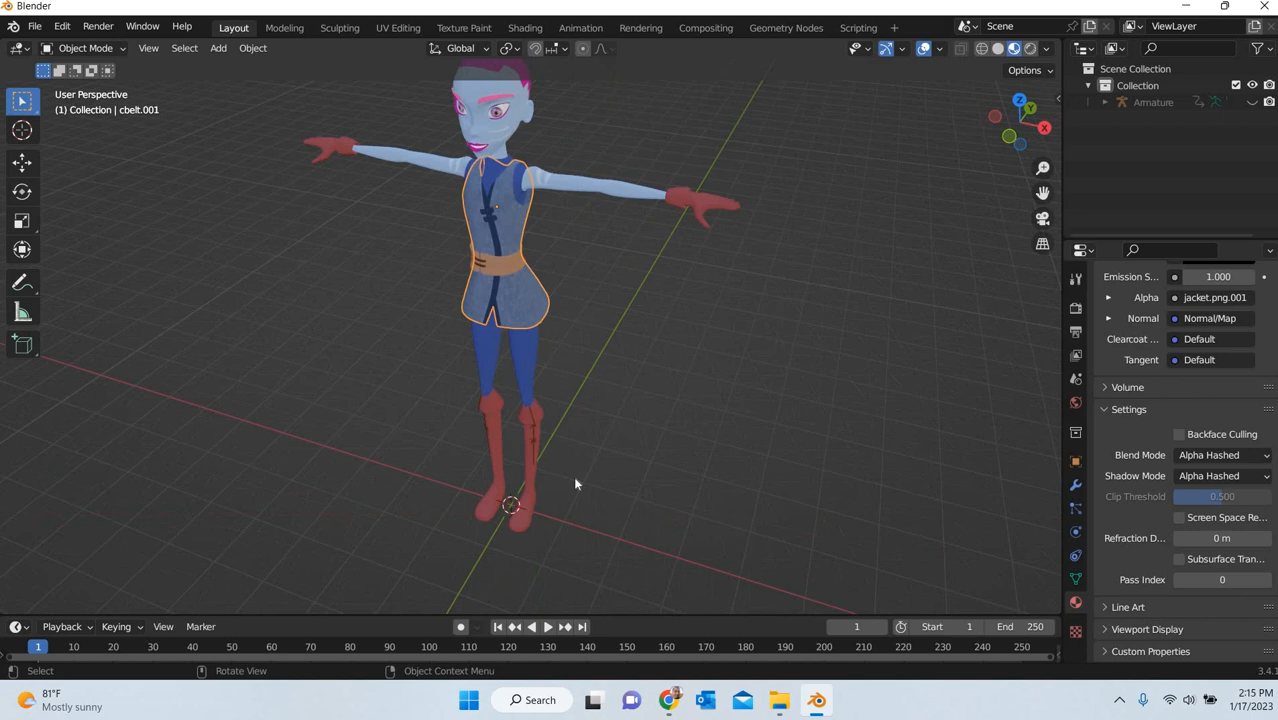 Blender
File Edit Render Window Help Layout Modeling Sculpting UV Editing Texture Paint Shading Animation Rendering Compositing Geometry Nodes Scripting + Scene ViewLayer
Object Mode View Select Add Object Global
Options
User Perspective
(1) Collection | cbelt.001
Z
Y
X
Scene Collection
Collection
Armature
Emission S... 1.000
Alpha jacket.png.001
Normal Normal/Map
Clearcoat ... Default
Tangent Default
Volume
Settings
Backface Culling
Blend Mode Alpha Hashed
Shadow Mode Alpha Hashed
Clip Threshold 0.500
Screen Space Re...
Refraction D... 0 m
Subsurface Tran...
Pass Index 0
Line Art
Viewport Display
Custom Properties
Playback Keying View Marker 1 Start 1 End 250
1 10 20 30 40 50 60 70 80 90 100 110 120 130 140 150 160 170 180 190 200 210 220 230 240 250
Select Rotate View Object Context Menu 3.4.1
81°F
Mostly sunny
Search
2:15 PM
1/17/2023